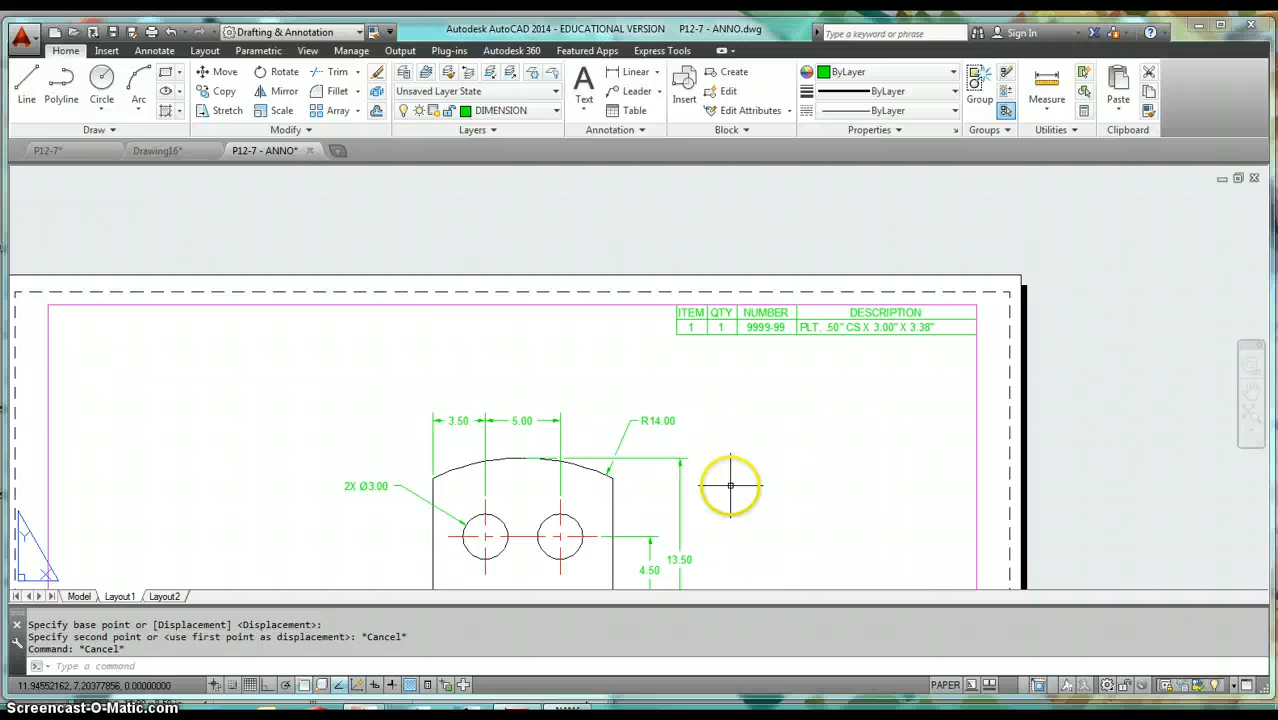 Drafting & Annotation
Autodesk AutoCAD 2014 - EDUCATIONAL VERSION P12-7 - ANNO.dwg
Type a keyword or phrase
Sign In
Home Insert Annotate Layout Parametric View Manage Output Plug-ins Autodesk 360 Featured Apps Express Tools
Move Rotate Trim
Copy Mirror Fillet
Stretch Scale Array
Line Polyline Circle Arc
Unsaved Layer State
DIMENSION
Text
Linear
Leader
Table
Insert
Create
Edit
Edit Attributes
ByLayer
ByLayer
ByLayer
Group
Measure
Paste
Draw Modify Layers Annotation Block Properties Groups Utilities Clipboard
P12-7* Drawing16* P12-7 - ANNO*
ITEM QTY NUMBER DESCRIPTION
1 1 9999-99 PLT, .50" CS X 3.00" X 3.38"
3.50 5.00 R14.00
2X Ø3.00
13.50
4.50
Y
X
Model Layout1 Layout2
Specify base point or [Displacement] <Displacement>:
Specify second point or <use first point as displacement>: *Cancel*
Command: *Cancel*
Type a command
11.94552162, 7.20377856, 0.00000000
PAPER
Screencast-O-Matic.com